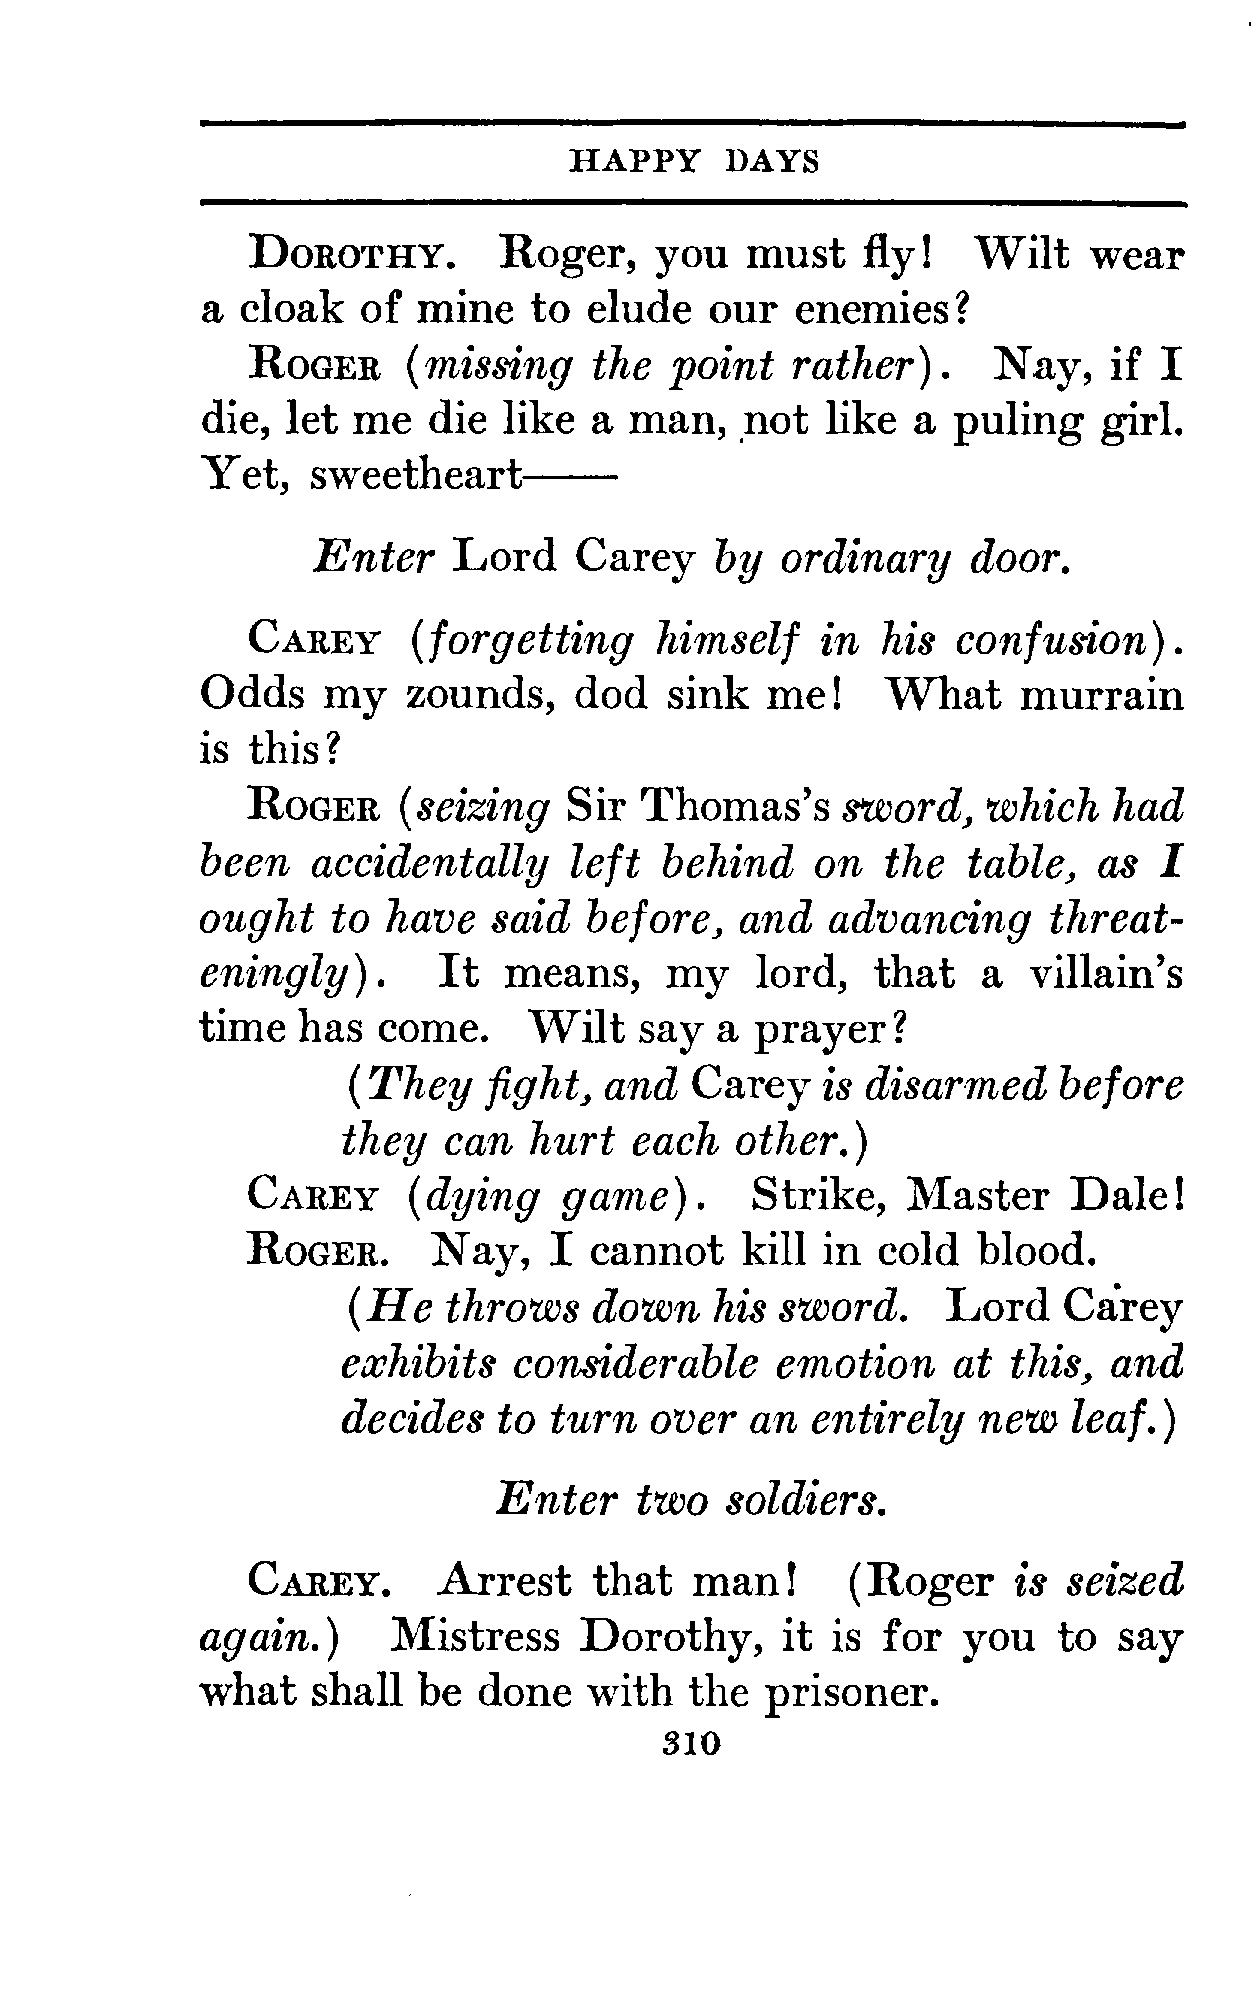 HAPPY DAYS
DOROTHY. Roger, you must fly! Wilt wear
a cloak of mine to elude our enemies?
ROGER (missing the point rather). Nay, if I
die, let me die like a man, not like a puling girl.
Yet, sweetheart——
Enter Lord Carey by ordinary door.
CAREY (forgetting himself in his confusion).
Odds my zounds, dod sink me! What murrain
is this?
ROGER (seizing Sir Thomas's sword, which had
been accidentally left behind on the table, as I
ought to have said before, and advancing threat-
eningly). It means, my lord, that a villain's
time has come. Wilt say a prayer?
(They fight, and Carey is disarmed before
they can hurt each other.)
CAREY (dying game). Strike, Master Dale!
ROGER. Nay, I cannot kill in cold blood.
(He throws down his sword. Lord Carey
exhibits considerable emotion at this, and
decides to turn over an entirely new leaf.)
Enter two soldiers.
CAREY. Arrest that man! (Roger is seized
again.) Mistress Dorothy, it is for you to say
what shall be done with the prisoner.
310